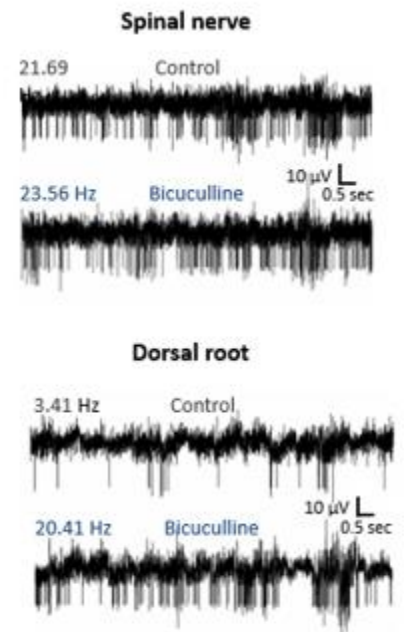 Spinal nerve
21.69 Control
10 µV
23.56 Hz Bicuculline 0.5 sec
Dorsal root
3.41 Hz Control
10 µV
20.41 Hz Bicuculline 0.5 sec